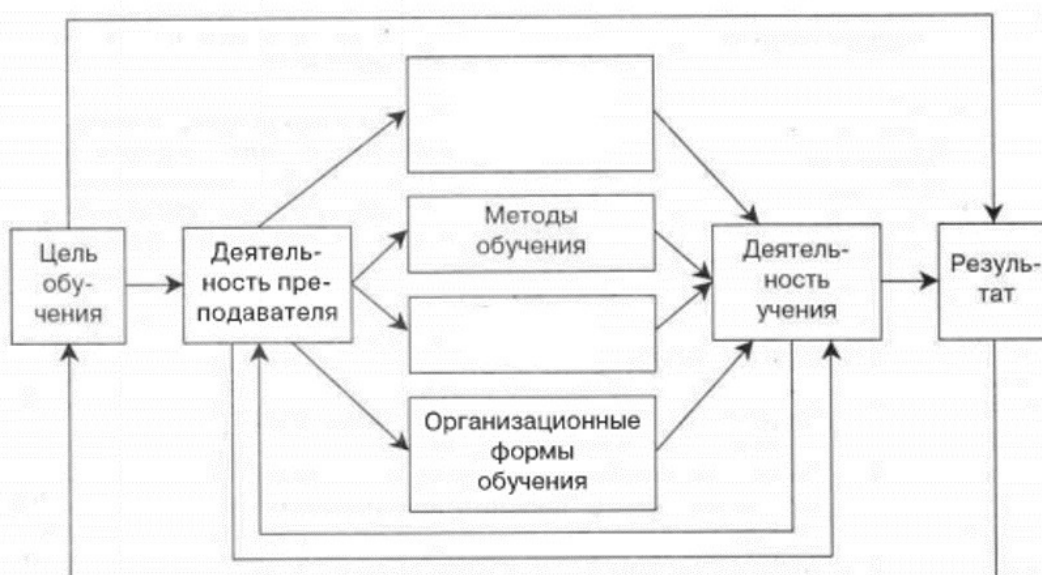 Цель
обу-
чения
Деятель-
ность пре-
подавателя
Методы
обучения
Организационные
формы
обучения
Деятель-
ность
учения
Резуль-
тат